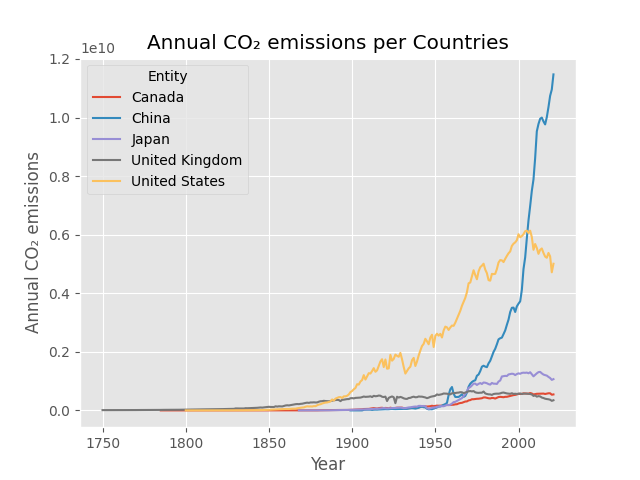 Annual CO₂ emissions per Countries
1e10
1.2
1.0
0.8
0.6
0.4
0.2
0.0
Annual CO₂ emissions
Entity
Canada
China
Japan
United Kingdom
United States
1750 1800 1850 1900 1950 2000
Year